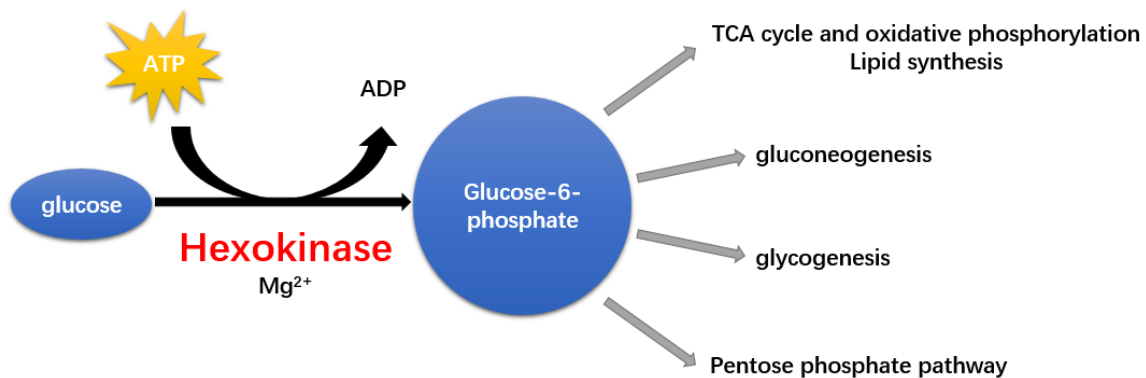 ATP
ADP
glucose
Hexokinase
Mg²⁺
Glucose-6-
phosphate
TCA cycle and oxidative phosphorylation
Lipid synthesis
gluconeogenesis
glycogenesis
Pentose phosphate pathway